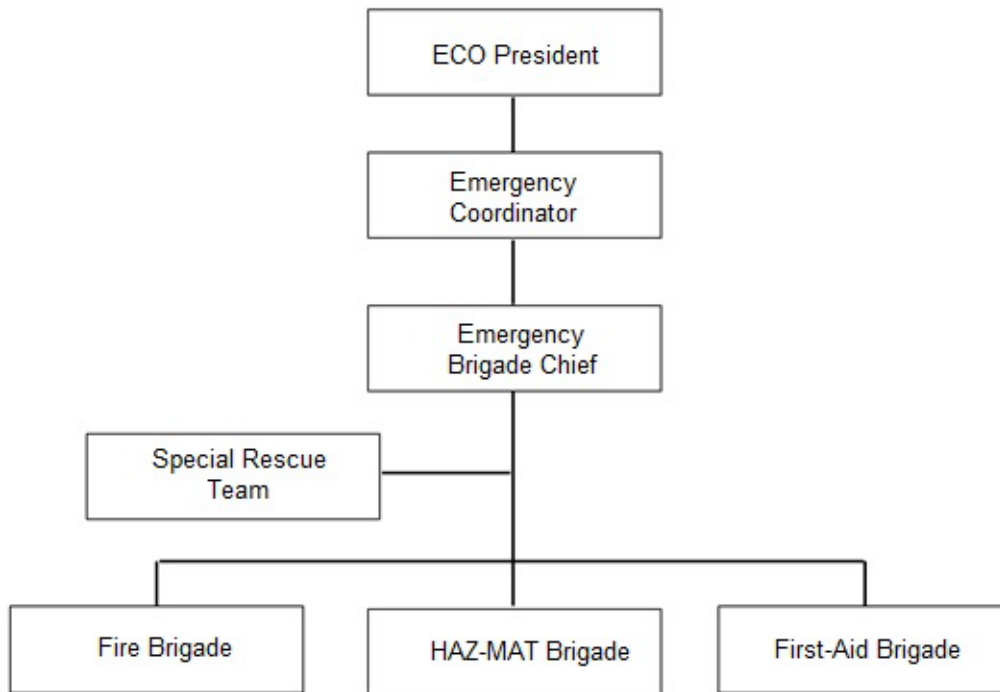 ECO President
Emergency
Coordinator
Emergency
Brigade Chief
Special Rescue
Team
Fire Brigade
HAZ-MAT Brigade
First-Aid Brigade